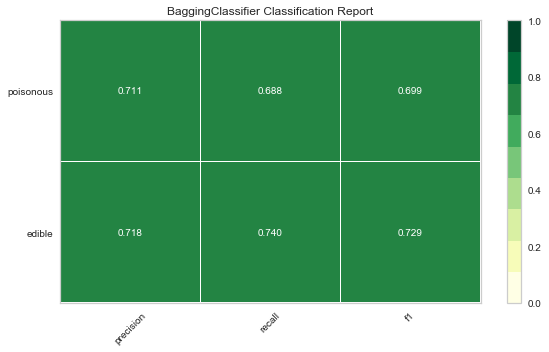 BaggingClassifier Classification Report
poisonous
0.711
0.688
0.699
edible
0.718
0.740
0.729
precision
recall
f1
1.0
0.8
0.6
0.4
0.2
0.0